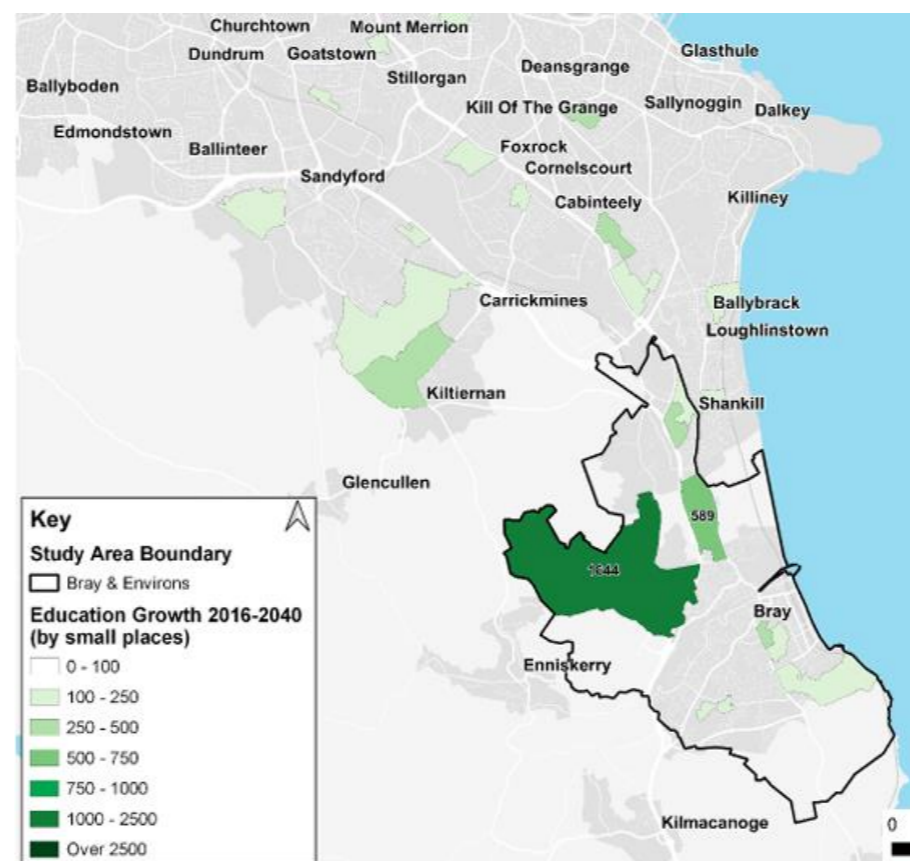 Churchtown
Mount Merrion
Dundrum
Goatstown
Glasthule
Stillorgan
Deansgrange
Ballyboden
Kill Of The Grange
Sallynoggin
Dalkey
Edmondstown
Ballinteer
Foxrock
Cornelscourt
Sandyford
Cabinteely
Killiney
Carrickmines
Ballybrack
Loughlinstown
Kiltiernan
Shankill
Glencullen
589
1644
Bray
Enniskerry
Kilmacanoge
0
Key
Study Area Boundary
Bray & Environs
Education Growth 2016-2040
(by small places)
0 - 100
100 - 250
250 - 500
500 - 750
750 - 1000
1000 - 2500
Over 2500